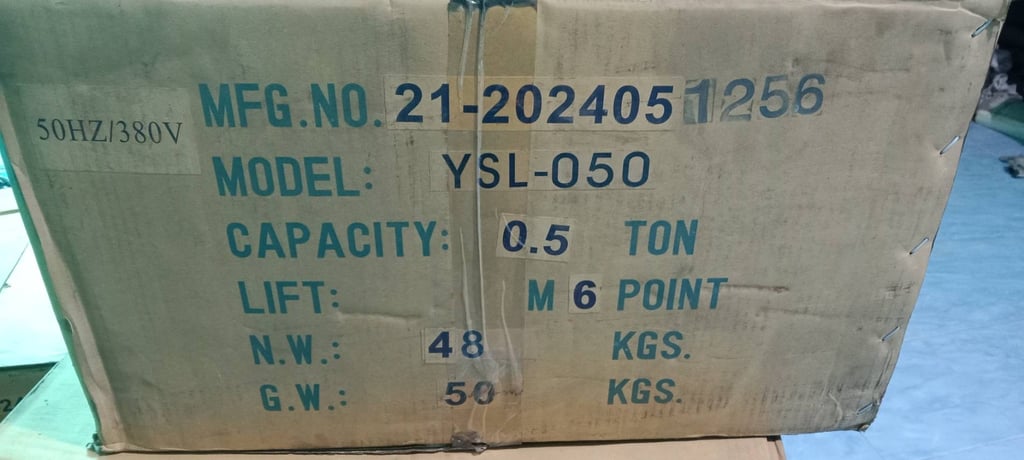 50HZ/380V
MFG.NO. 21-2024051256
MODEL: YSL-050
CAPACITY: 0.5 TON
LIFT: M 6 POINT
N.W.: 48 KGS.
G.W.: 50 KGS.